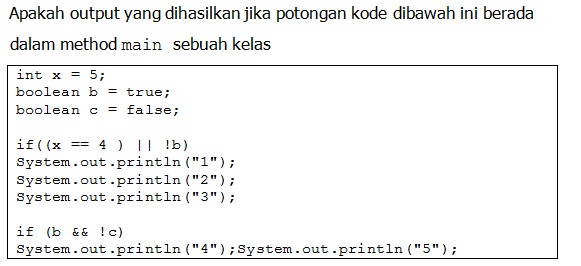 Apakah output yang dihasilkan jika potongan kode dibawah ini berada
dalam method main sebuah kelas
int x = 5;
boolean b = true;
boolean c = false;
if((x == 4 ) || !b)
System.out.println("1");
System.out.println("2");
System.out.println("3");
if (b && !c)
System.out.println("4");System.out.println("5");